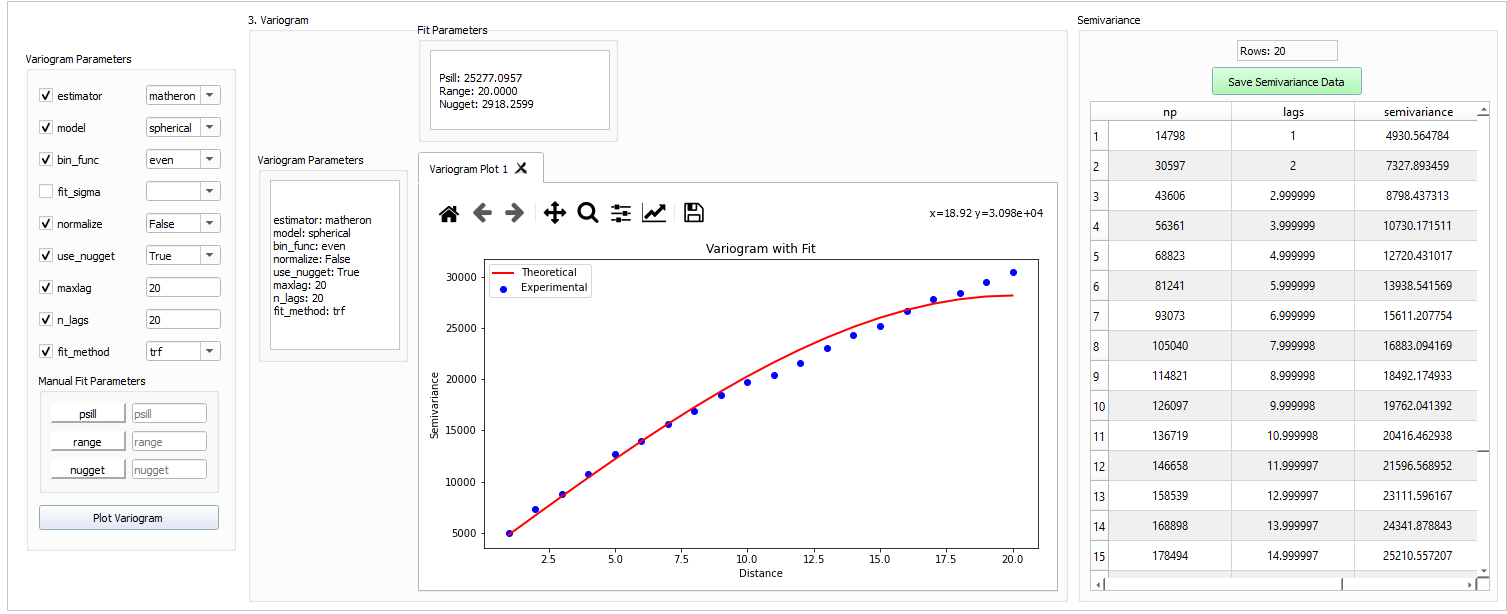 Variogram Parameters
estimator matheron
model spherical
bin_func even
fit_sigma
normalize False
use_nugget True
maxlag 20
n_lags 20
fit_method trf
Manual Fit Parameters
psill psill
range range
nugget nugget
Plot Variogram
3. Variogram
Fit Parameters
Psill: 25277.0957
Range: 20.0000
Nugget: 2918.2599
Variogram Parameters
estimator: matheron
model: spherical
bin_func: even
normalize: False
use_nugget: True
maxlag: 20
n_lags: 20
fit_method: trf
Variogram Plot 1
x=18.92 y=3.098e+04
Variogram with Fit
Theoretical
Experimental
Semivariance
30000
25000
20000
15000
10000
5000
2.5 5.0 7.5 10.0 12.5 15.0 17.5 20.0
Distance
Semivariance
Rows: 20
Save Semivariance Data
np lags semivariance
1 14798 1 4930.564784
2 30597 2 7327.893459
3 43606 2.999999 8798.437313
4 56361 3.999999 10730.171511
5 68823 4.999999 12720.431017
6 81241 5.999999 13938.541569
7 93073 6.999999 15611.207754
8 105040 7.999998 16883.094169
9 114821 8.999998 18492.174933
10 126097 9.999998 19762.041392
11 136719 10.999998 20416.462938
12 146658 11.999997 21596.568952
13 158539 12.999997 23111.596167
14 168898 13.999997 24341.878843
15 178494 14.999997 25210.557207